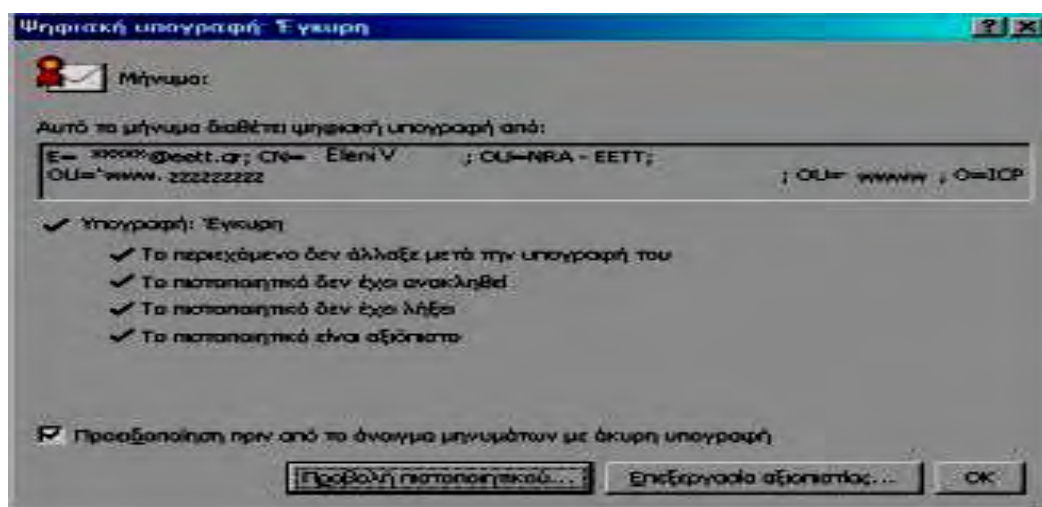 Ψηφιακή υπογραφή: Έγκυρη
Μήνυμα:
Αυτό το μήνυμα διαθέτει ψηφιακή υπογραφή από:
E= xxxxx@eett.gr; CN= Eleni V ; OU=NRA - EETT;
OU="www. zzzzzzzzz ; OU= wwwww ; O=ICP
Υπογραφή: Έγκυρη
Το περιεχόμενο δεν άλλαξε μετά την υπογραφή του
Το πιστοποιητικό δεν έχει ανακληθεί
Το πιστοποιητικό δεν έχει λήξει
Το πιστοποιητικό είναι αξιόπιστο
Προειδοποίηση πριν από το άνοιγμα μηνυμάτων με άκυρη υπογραφή
Προβολή πιστοποιητικού... Επεξεργασία αξιοπιστίας... OK